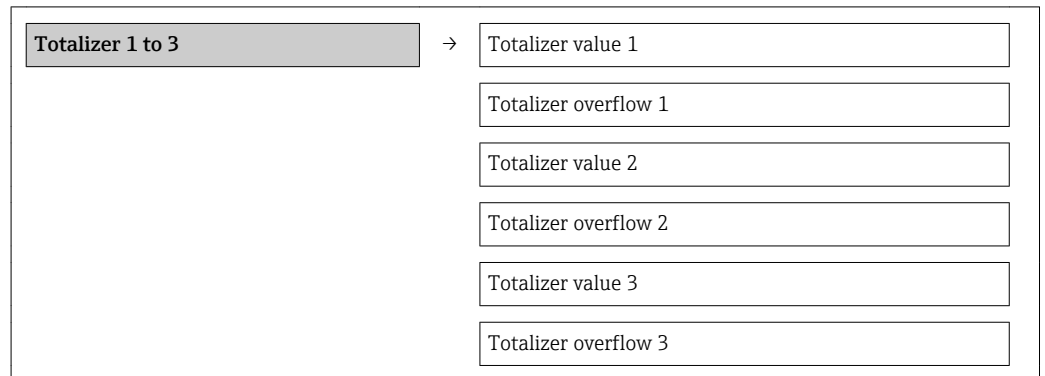 Totalizer 1 to 3 → Totalizer value 1
Totalizer overflow 1
Totalizer value 2
Totalizer overflow 2
Totalizer value 3
Totalizer overflow 3